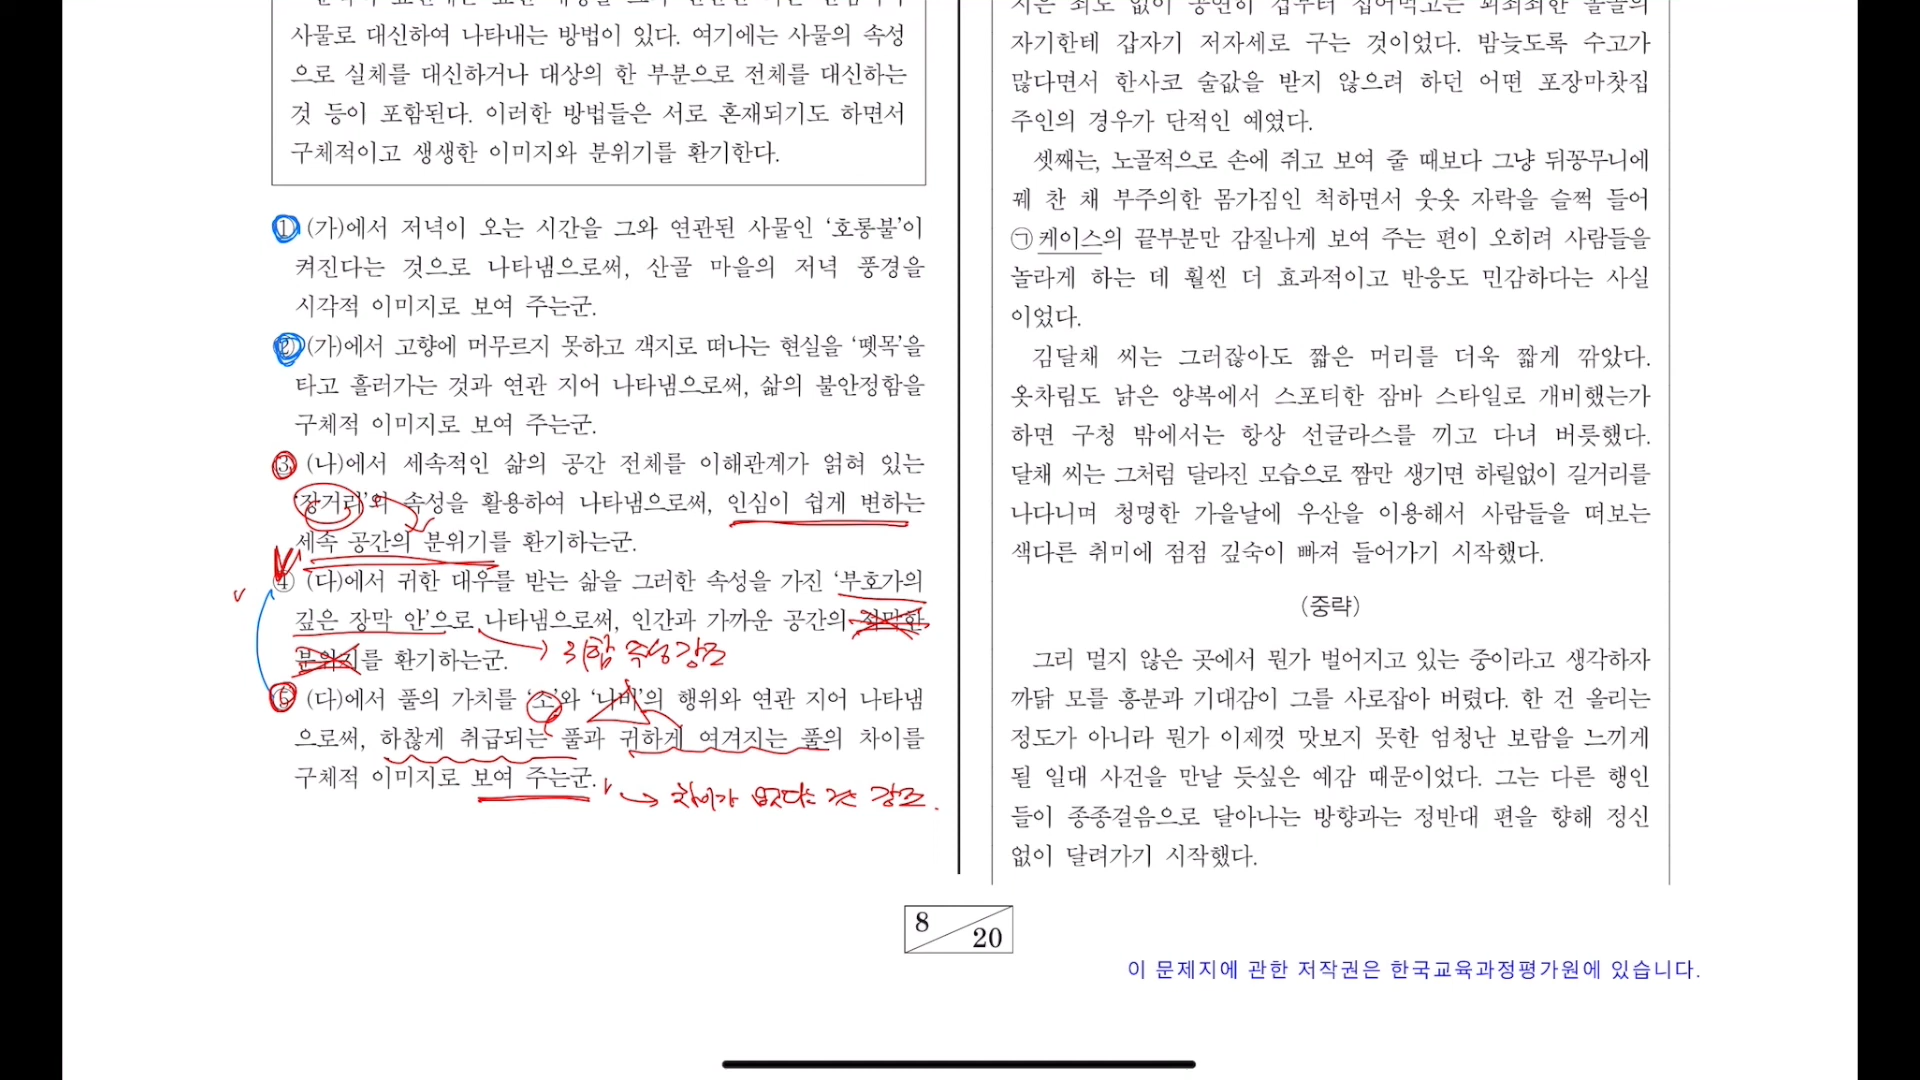 사물로 대신하여 나타내는 방법이 있다. 여기에는 사물의 속성
으로 실체를 대신하거나 대상의 한 부분으로 전체를 대신하는
것 등이 포함된다. 이러한 방법들은 서로 혼재되기도 하면서
구체적이고 생생한 이미지와 분위기를 환기한다.
① (가)에서 저녁이 오는 시간을 그와 연관된 사물인 ‘호롱불’이
켜진다는 것으로 나타냄으로써, 산골 마을의 저녁 풍경을
시각적 이미지로 보여 주는군.
② (가)에서 고향에 머무르지 못하고 객지로 떠나는 현실을 ‘뗏목’을
타고 흘러가는 것과 연관 지어 나타냄으로써, 삶의 불안정함을
구체적 이미지로 보여 주는군.
③ (나)에서 세속적인 삶의 공간 전체를 이해관계가 얽혀 있는
‘장거리’의 속성을 활용하여 나타냄으로써, 인심이 쉽게 변하는
세속 공간의 분위기를 환기하는군.
④ (다)에서 귀한 대우를 받는 삶을 그러한 속성을 가진 ‘부호가의
깊은 장막 안’으로 나타냄으로써, 인간과 가까운 공간의 적막한
분위기를 환기하는군.
귀함 속성 강조
⑤ (다)에서 풀의 가치를 ‘소’와 ‘나비’의 행위와 연관 지어 나타냄
으로써, 하찮게 취급되는 풀과 귀하게 여겨지는 풀의 차이를
구체적 이미지로 보여 주는군.
차이가 없다는 것 강조.
자기한테 갑자기 저자세로 구는 것이었다. 밤늦도록 수고가
많다면서 한사코 술값을 받지 않으려 하던 어떤 포장마찻집
주인의 경우가 단적인 예였다.
셋째는, 노골적으로 손에 쥐고 보여 줄 때보다 그냥 뒤꽁무니에
꿰 찬 채 부주의한 몸가짐인 척하면서 웃옷 자락을 슬쩍 들어
㉠케이스의 끝부분만 감질나게 보여 주는 편이 오히려 사람들을
놀라게 하는 데 훨씬 더 효과적이고 반응도 민감하다는 사실
이었다.
김달채 씨는 그러잖아도 짧은 머리를 더욱 짧게 깎았다.
옷차림도 낡은 양복에서 스포티한 잠바 스타일로 개비했는가
하면 구청 밖에서는 항상 선글라스를 끼고 다녀 버릇했다.
달채 씨는 그처럼 달라진 모습으로 짬만 생기면 하릴없이 길거리를
나다니며 청명한 가을날에 우산을 이용해서 사람들을 떠보는
색다른 취미에 점점 깊숙이 빠져 들어가기 시작했다.
(중략)
그리 멀지 않은 곳에서 뭔가 벌어지고 있는 중이라고 생각하자
까닭 모를 흥분과 기대감이 그를 사로잡아 버렸다. 한 건 올리는
정도가 아니라 뭔가 이제껏 맛보지 못한 엄청난 보람을 느끼게
될 일대 사건을 만날 듯싶은 예감 때문이었다. 그는 다른 행인
들이 종종걸음으로 달아나는 방향과는 정반대 편을 향해 정신
없이 달려가기 시작했다.
8
20
이 문제지에 관한 저작권은 한국교육과정평가원에 있습니다.